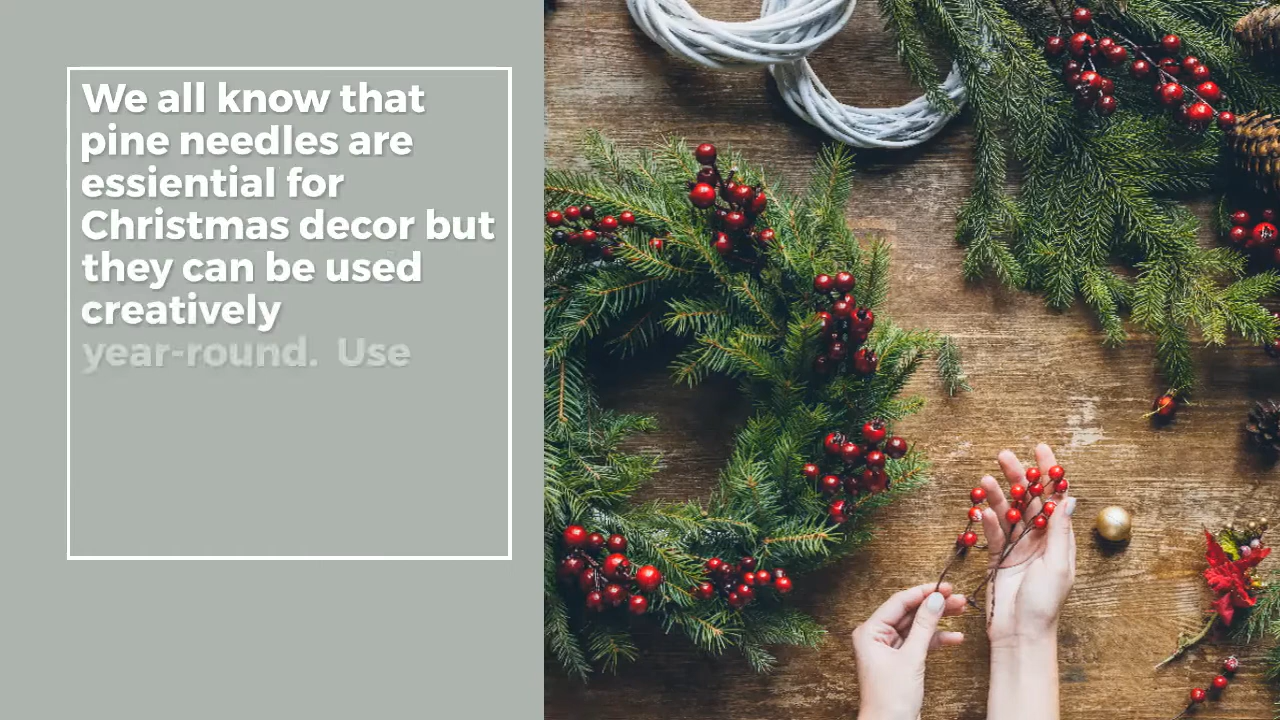 We all know that
pine needles are
essiential for
Christmas decor but
they can be used
creatively
year-round.  Use